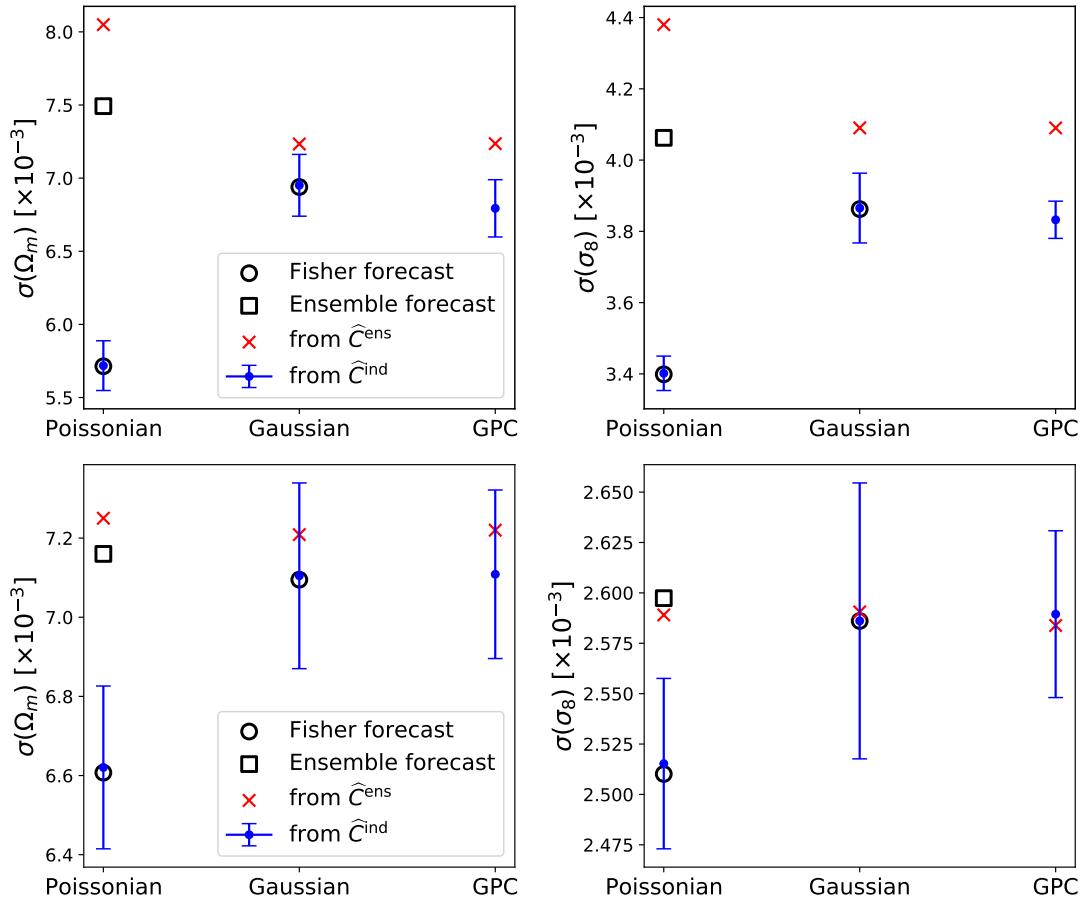 8.0
7.5
7.0
6.5
6.0
5.5
σ(Ω_m) [×10⁻³]
Fisher forecast
Ensemble forecast
from Ĉ^ens
from Ĉ^ind
Poissonian Gaussian GPC
4.4
4.2
4.0
3.8
3.6
3.4
σ(σ₈) [×10⁻³]
Poissonian Gaussian GPC
7.2
7.0
6.8
6.6
6.4
σ(Ω_m) [×10⁻³]
Fisher forecast
Ensemble forecast
from Ĉ^ens
from Ĉ^ind
Poissonian Gaussian GPC
2.650
2.625
2.600
2.575
2.550
2.525
2.500
2.475
σ(σ₈) [×10⁻³]
Poissonian Gaussian GPC